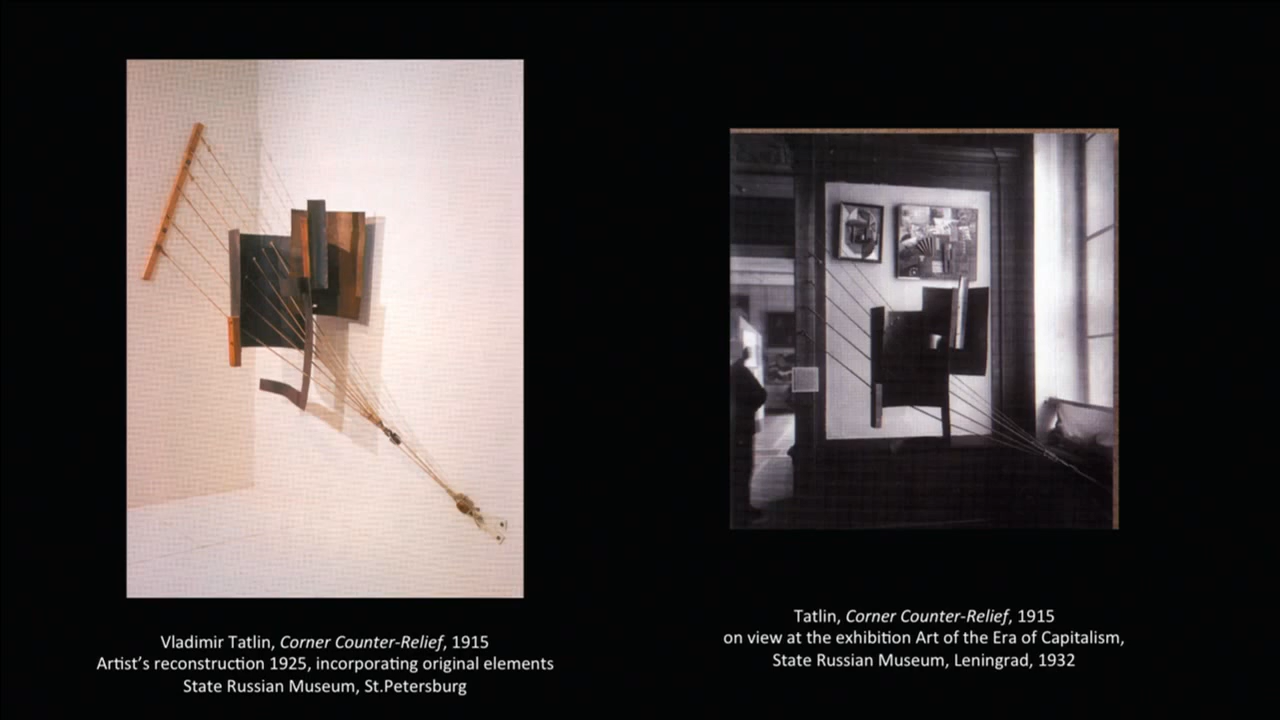 Vladimir Tatlin, Corner Counter-Relief, 1915
Artist's reconstruction 1925, incorporating original elements
State Russian Museum, St.Petersburg
Tatlin, Corner Counter-Relief, 1915
on view at the exhibition Art of the Era of Capitalism,
State Russian Museum, Leningrad, 1932